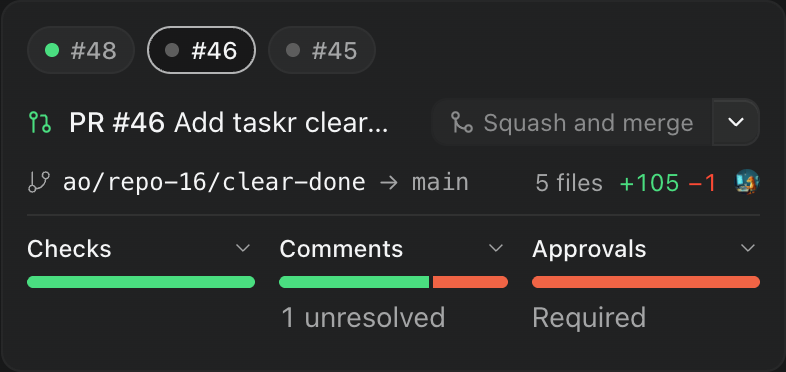 #48 #46 #45
PR #46 Add taskr clear... Squash and merge
ao/repo-16/clear-done → main 5 files +105 −1
Checks Comments Approvals
1 unresolved Required